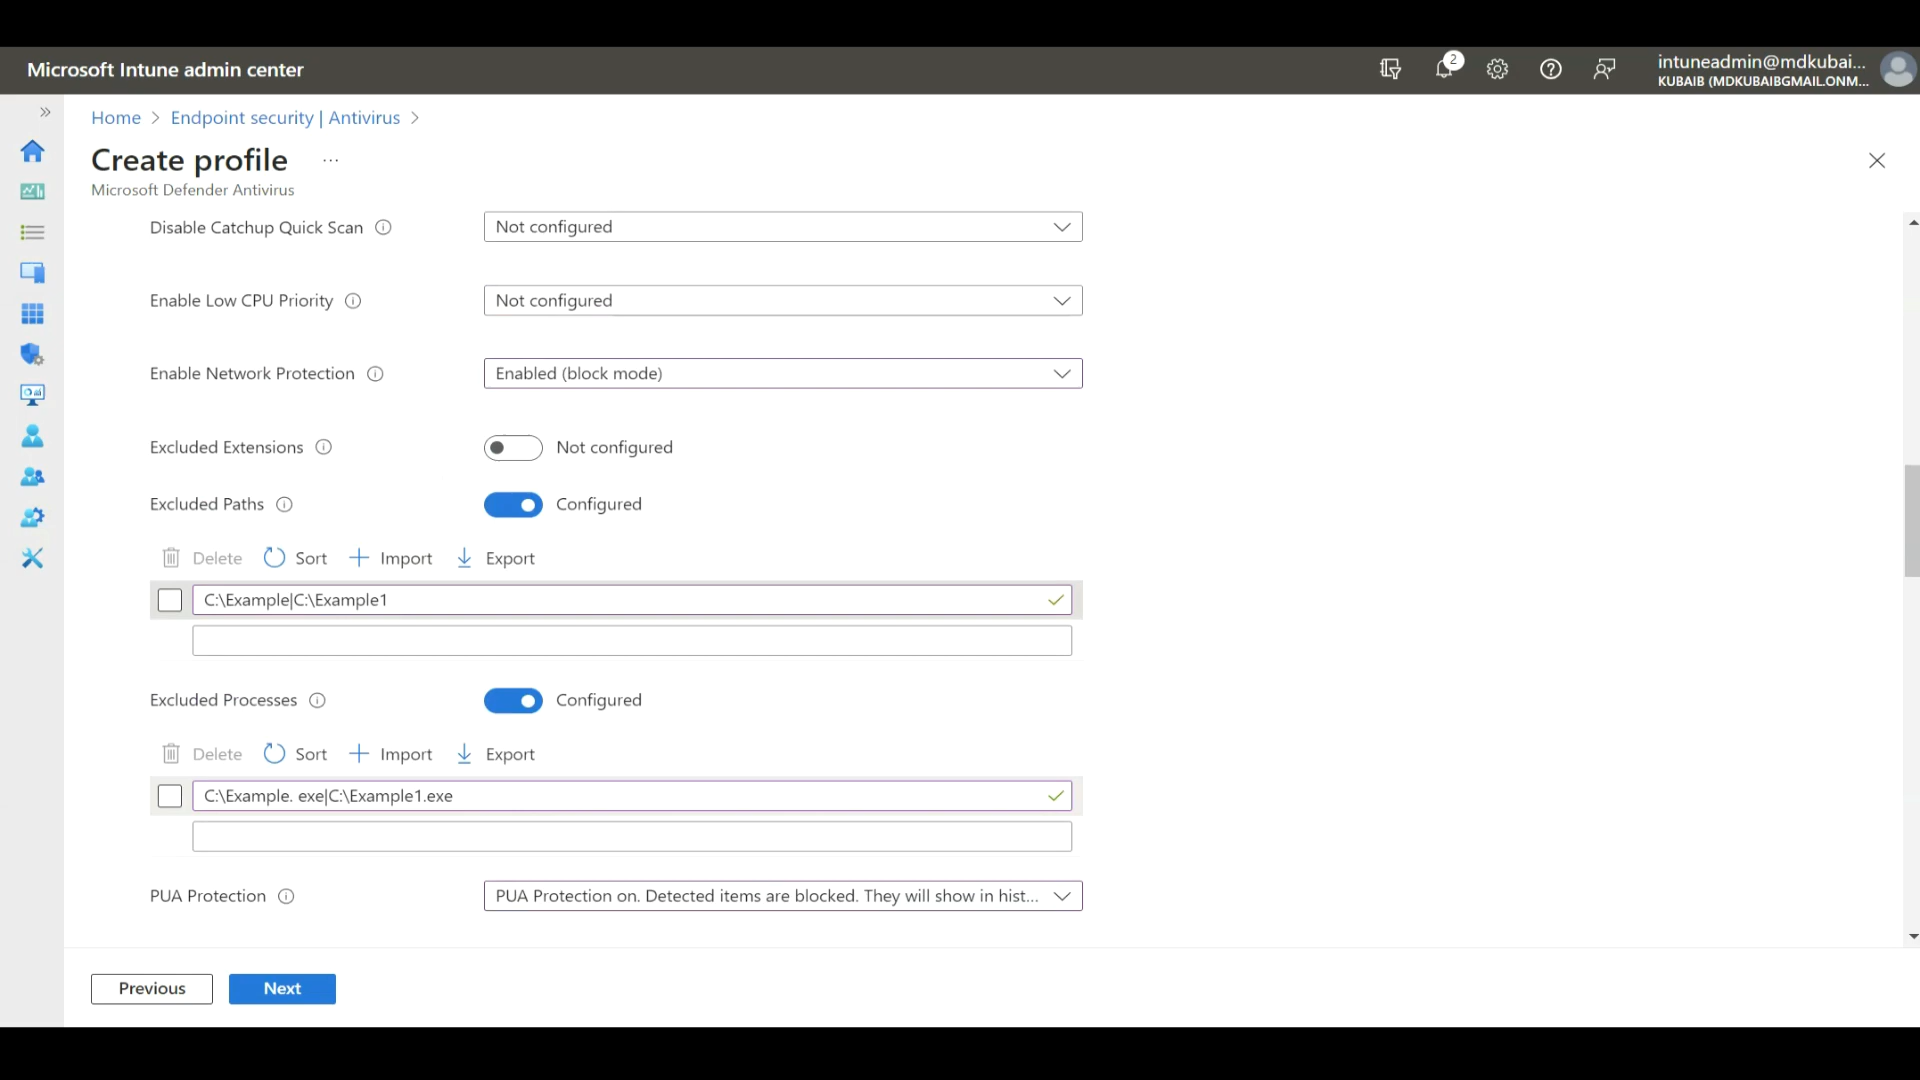 Microsoft Intune admin center
2
intuneadmin@mdkubai...
KUBAIB (MDKUBAIBGMAIL.ONM...
Home > Endpoint security | Antivirus >
Create profile ...
Microsoft Defender Antivirus
Disable Catchup Quick Scan Not configured
Enable Low CPU Priority Not configured
Enable Network Protection Enabled (block mode)
Excluded Extensions Not configured
Excluded Paths Configured
Delete Sort Import Export
C:\Example|C:\Example1
Excluded Processes Configured
Delete Sort Import Export
C:\Example. exe|C:\Example1.exe
PUA Protection PUA Protection on. Detected items are blocked. They will show in hist...
Previous Next